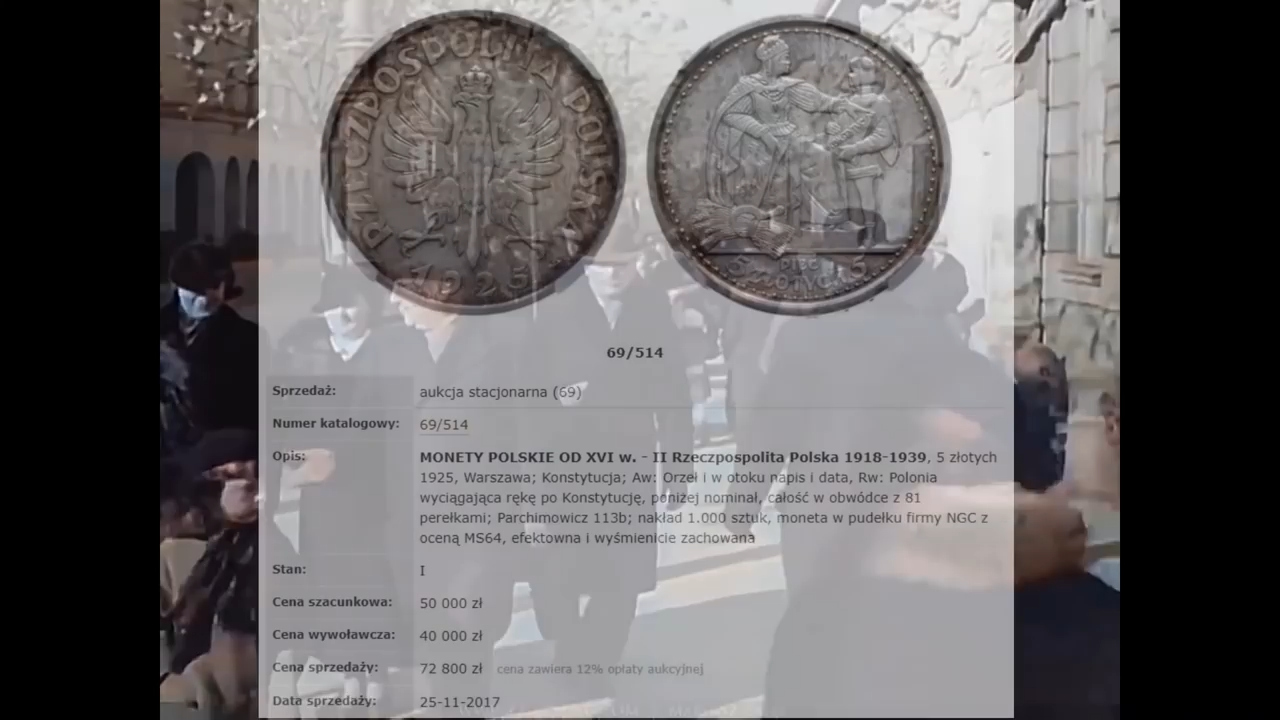 RZECZPOSPOLITA POLSKA
1925
PIĘĆ
5 ZŁOTYCH 5
69/514
Sprzedaż: aukcja stacjonarna (69)
Numer katalogowy: 69/514
Opis: MONETY POLSKIE OD XVI w. - II Rzeczpospolita Polska 1918-1939, 5 złotych
1925, Warszawa; Konstytucja; Aw: Orzeł i w otoku napis i data, Rw: Polonia
wyciągająca rękę po Konstytucję, poniżej nominał, całość w obwódce z 81
perełkami; Parchimowicz 113b; nakład 1.000 sztuk, moneta w pudełku firmy NGC z
oceną MS64, efektowna i wyśmienicie zachowana
Stan: I
Cena szacunkowa: 50 000 zł
Cena wywoławcza: 40 000 zł
Cena sprzedaży: 72 800 zł cena zawiera 12% opłaty aukcyjnej
Data sprzedaży: 25-11-2017